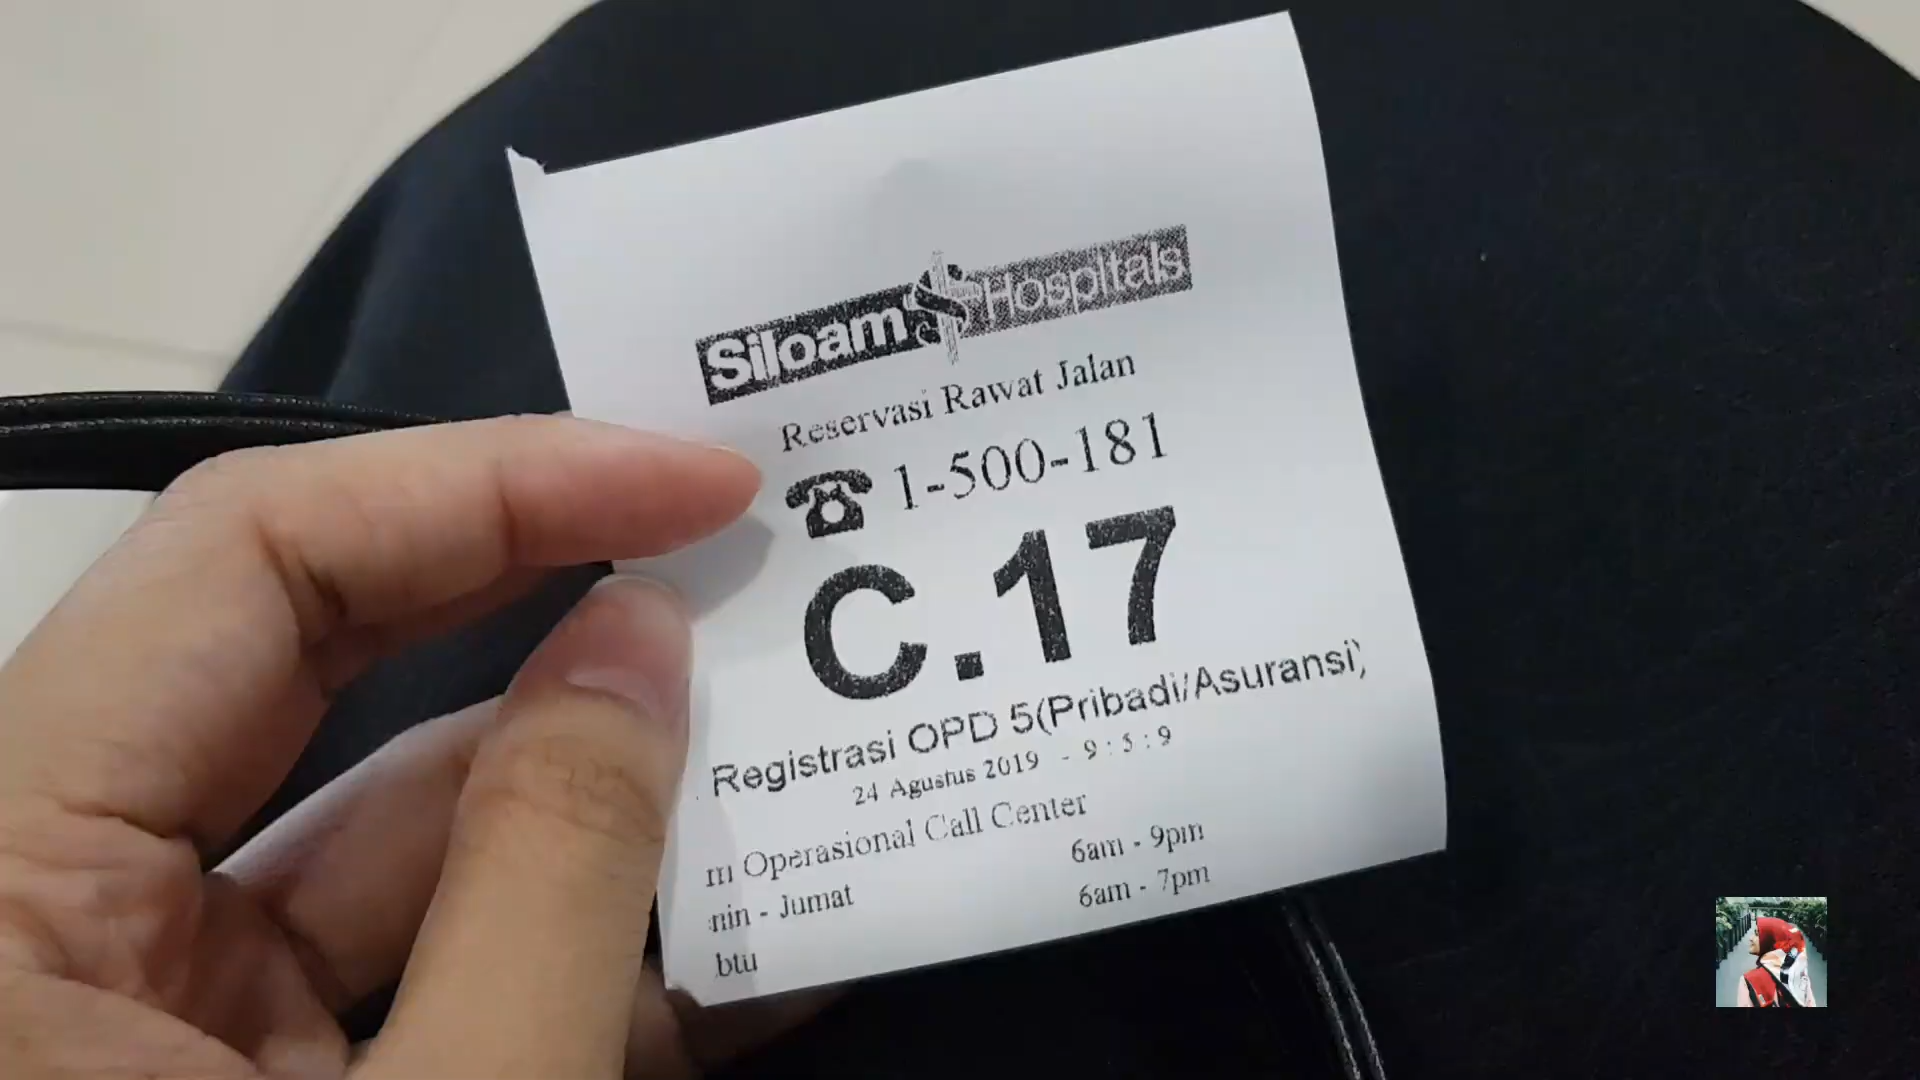 Siloam Hospitals
Reservasi Rawat Jalan
☎ 1-500-181
C.17
Registrasi OPD 5(Pribadi/Asuransi)
24 Agustus 2019 - 9 : 5 : 9
m Operasional Call Center
nin - Jumat 6am - 9pm
btu 6am - 7pm